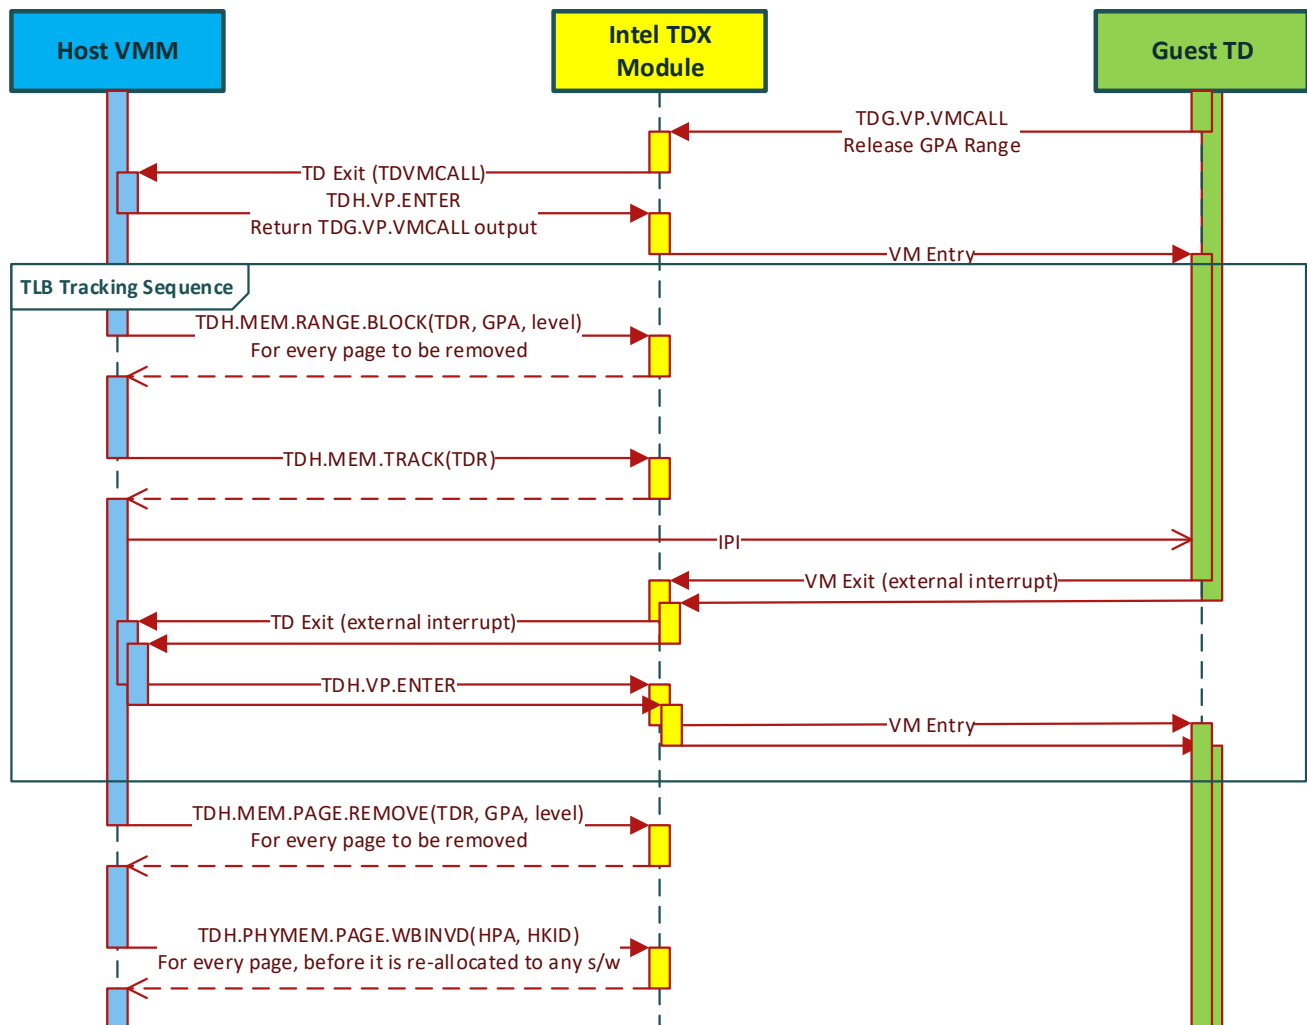 Host VMM
Intel TDX
Module
Guest TD
TDG.VP.VMCALL
Release GPA Range
TD Exit (TDVMCALL)
TDH.VP.ENTER
Return TDG.VP.VMCALL output
VM Entry
TLB Tracking Sequence
TDH.MEM.RANGE.BLOCK(TDR, GPA, level)
For every page to be removed
TDH.MEM.TRACK(TDR)
IPI
VM Exit (external interrupt)
TD Exit (external interrupt)
TDH.VP.ENTER
VM Entry
TDH.MEM.PAGE.REMOVE(TDR, GPA, level)
For every page to be removed
TDH.PHYMEM.PAGE.WBINVD(HPA, HKID)
For every page, before it is re-allocated to any s/w